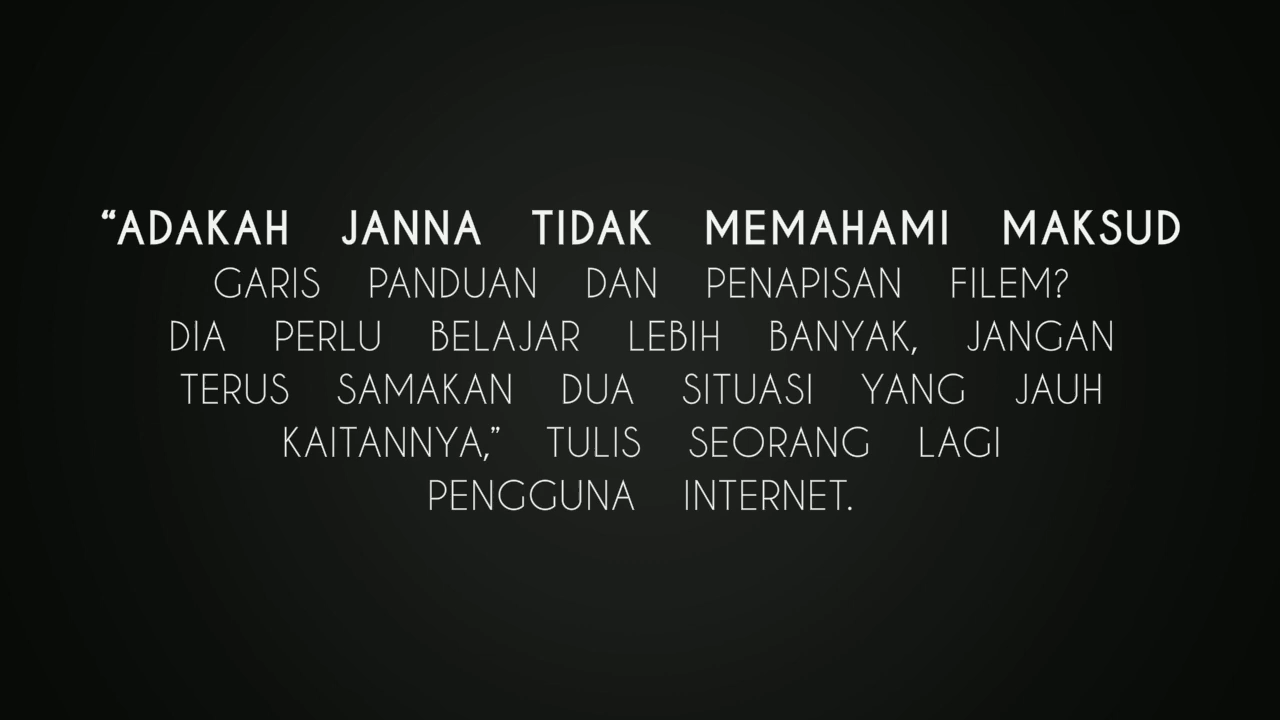 “ADAKAH JANNA TIDAK MEMAHAMI MAKSUD
GARIS PANDUAN DAN PENAPISAN FILEM?
DIA PERLU BELAJAR LEBIH BANYAK, JANGAN
TERUS SAMAKAN DUA SITUASI YANG JAUH
KAITANNYA,” TULIS SEORANG LAGI
PENGGUNA INTERNET.